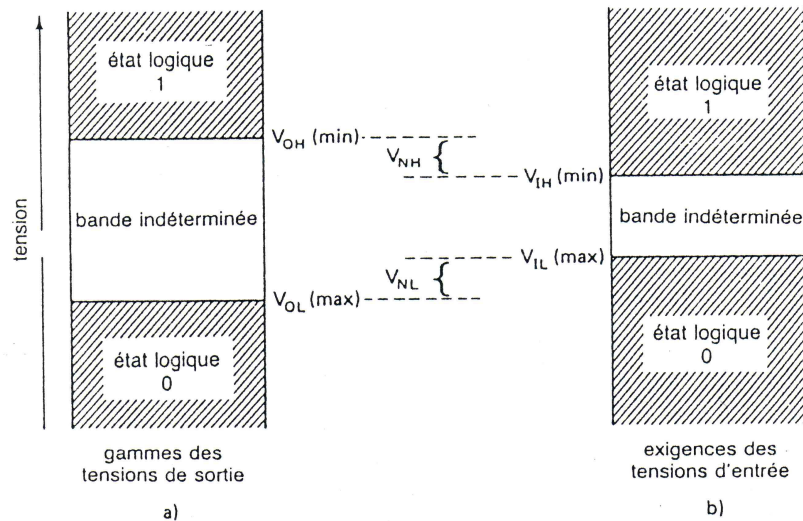 tension
état logique
1
bande indéterminée
état logique
0
gammes des
tensions de sortie
a)
V_OH (min)
V_NH
V_IH (min)
V_IL (max)
V_NL
V_OL (max)
état logique
1
bande indéterminée
état logique
0
exigences des
tensions d'entrée
b)